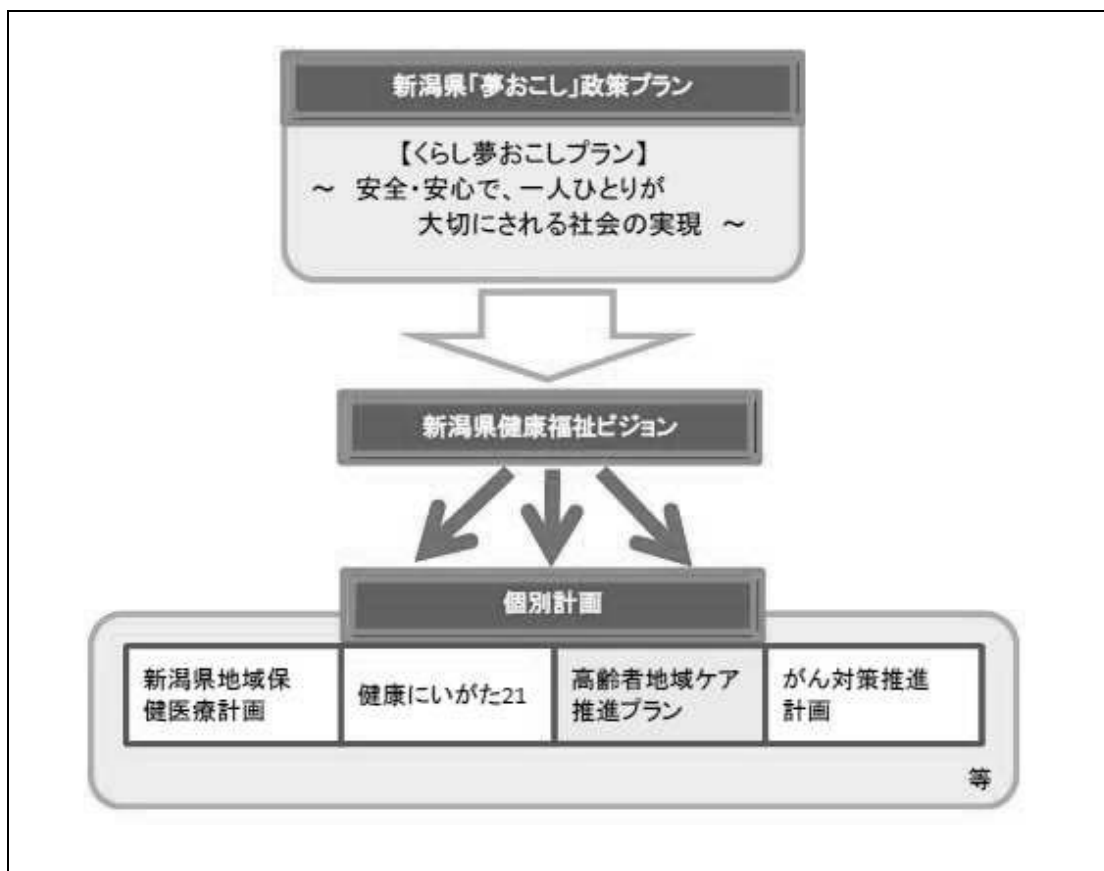 新潟県「夢おこし」政策プラン
【くらし夢おこしプラン】
～ 安全・安心で、一人ひとりが
大切にされる社会の実現 ～
新潟県健康福祉ビジョン
個別計画
新潟県地域保
健医療計画
健康にいがた21
高齢者地域ケア
推進プラン
がん対策推進
計画
等